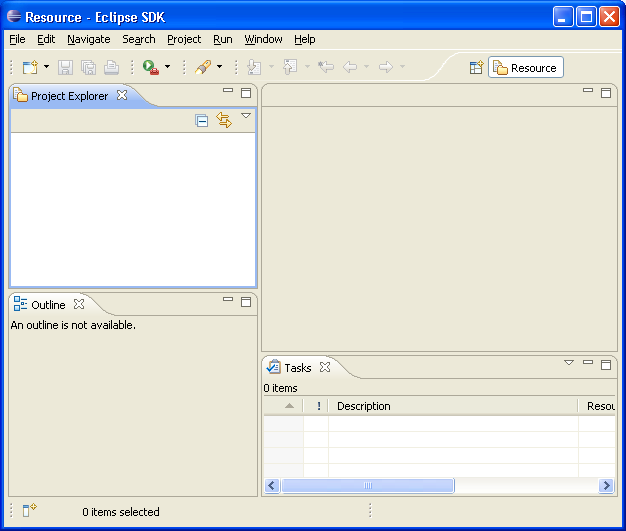 Resource - Eclipse SDK
File Edit Navigate Search Project Run Window Help
Resource
Project Explorer
Outline
An outline is not available.
Tasks
0 items
! Description Resou
0 items selected